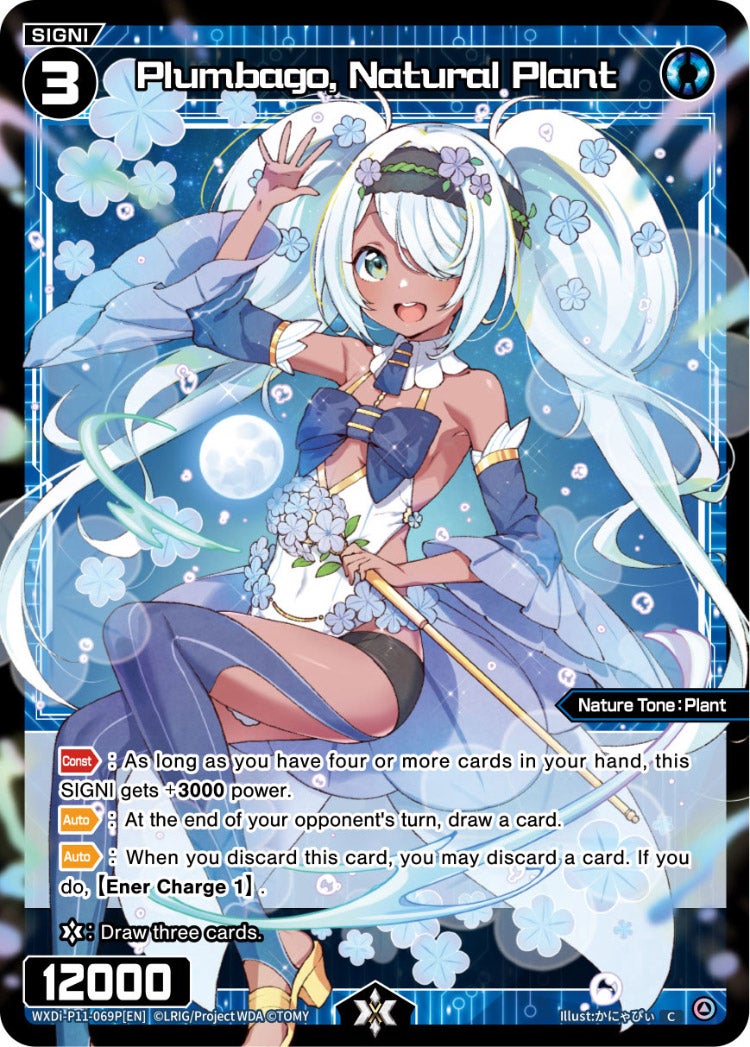 SIGNI
3
Plumbago, Natural Plant
Nature Tone:Plant
Const : As long as you have four or more cards in your hand, this
SIGNI gets +3000 power.
Auto : At the end of your opponent's turn, draw a card.
Auto : When you discard this card, you may discard a card. If you
do, 【Ener Charge 1】.
: Draw three cards.
12000
WXDi-P11-069P[EN] ©LRIG/Project WDA ©TOMY
Illust:かにゃぴぃ C